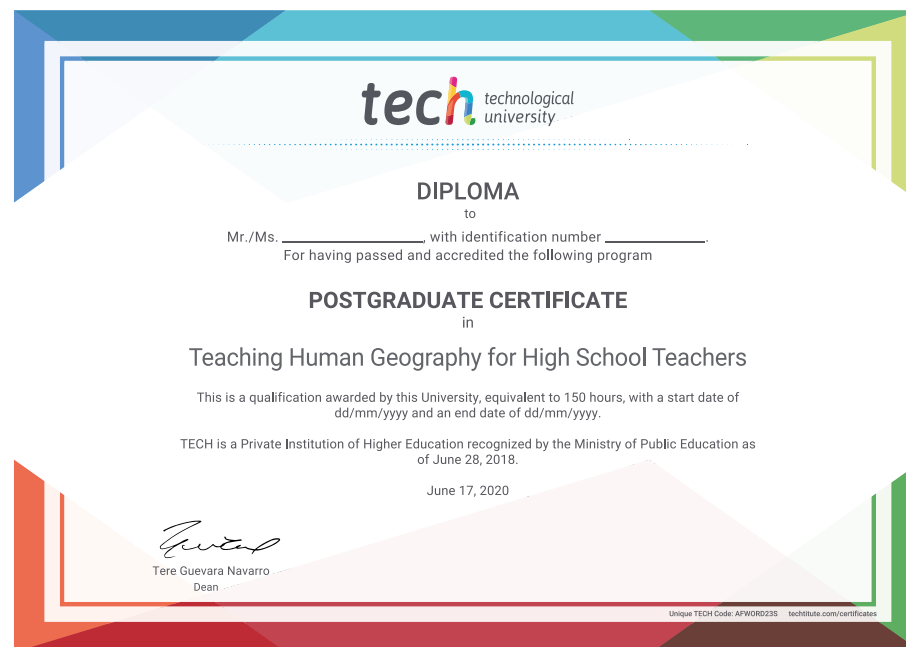 tech technological
university
DIPLOMA
to
Mr./Ms. ____________, with identification number ____________.
For having passed and accredited the following program
POSTGRADUATE CERTIFICATE
in
Teaching Human Geography for High School Teachers
This is a qualification awarded by this University, equivalent to 150 hours, with a start date of
dd/mm/yyyy and an end date of dd/mm/yyyy.
TECH is a Private Institution of Higher Education recognized by the Ministry of Public Education as
of June 28, 2018.
June 17, 2020
Tere Guevara Navarro
Dean
Unique TECH Code: AFWORD23S techtitute.com/certificates